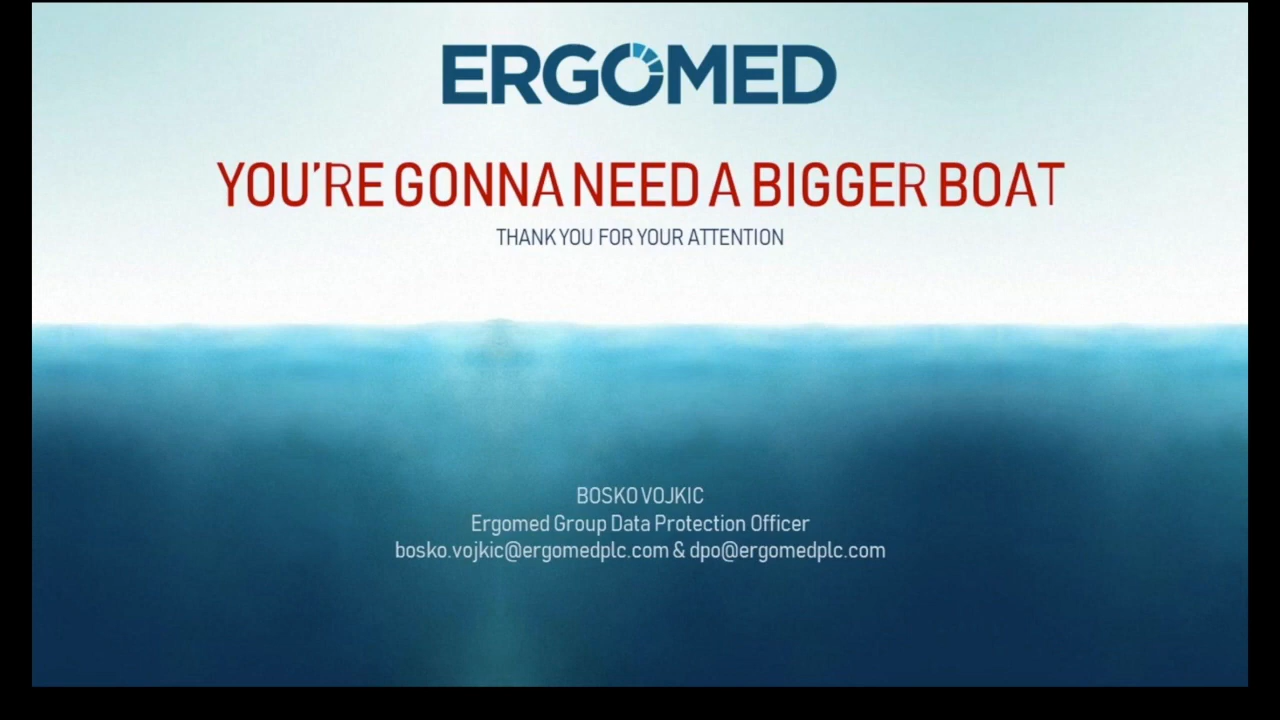 ERGOMED
YOU'RE GONNA NEED A BIGGER BOAT
THANK YOU FOR YOUR ATTENTION
BOSKO VOJKIC
Ergomed Group Data Protection Officer
bosko.vojkic@ergomedplc.com & dpo@ergomedplc.com